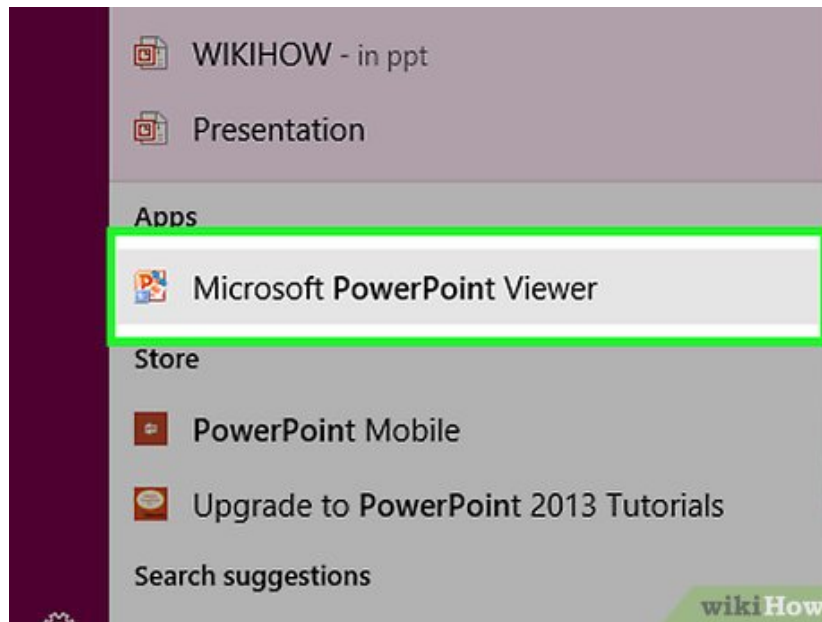 WIKIHOW - in ppt
Presentation
Apps
Microsoft PowerPoint Viewer
Store
PowerPoint Mobile
Upgrade to PowerPoint 2013 Tutorials
Search suggestions
wikiHow